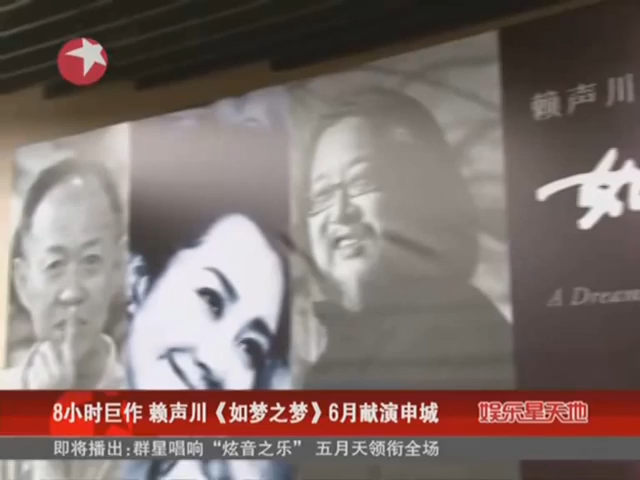 赖声川
如
A Dream
8小时巨作 赖声川《如梦之梦》6月献演申城
娱乐星天地
即将播出:群星唱响“炫音之乐” 五月天领衔全场